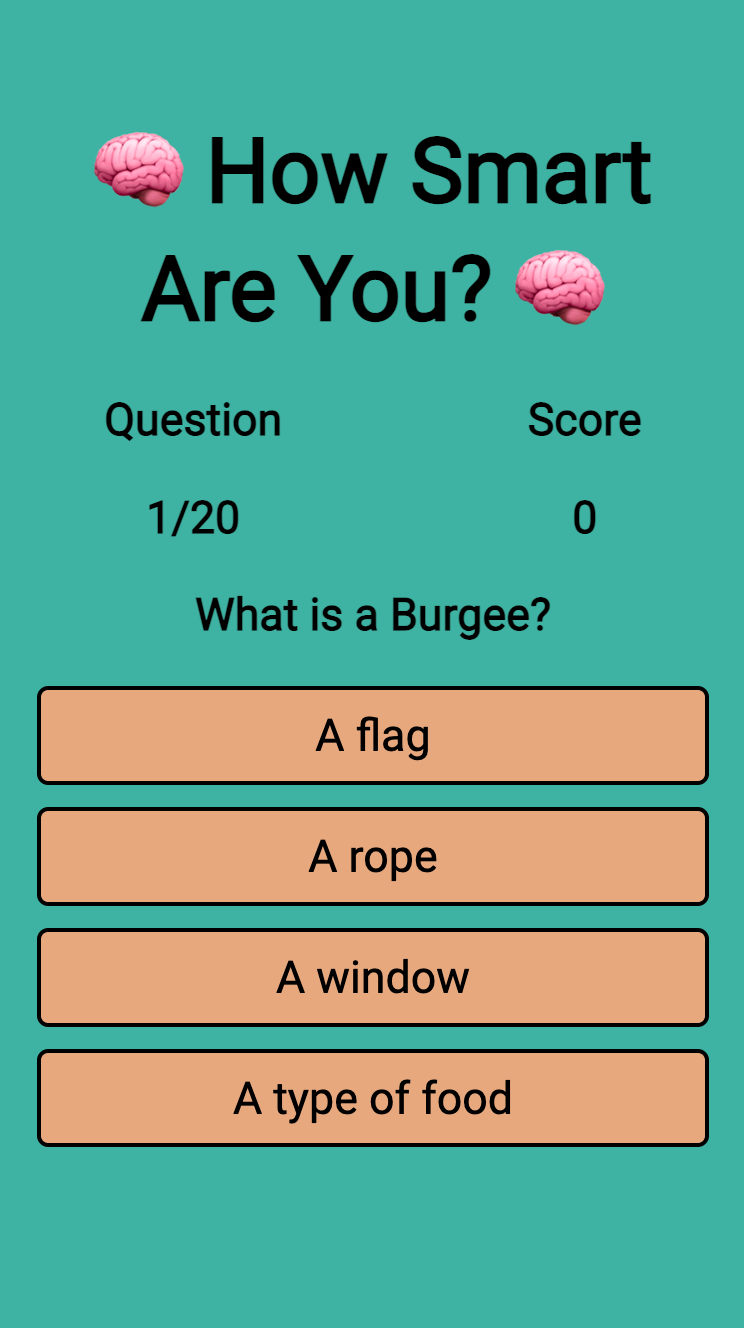 🧠 How Smart
Are You? 🧠
Question
Score
1/20
0
What is a Burgee?
A flag
A rope
A window
A type of food